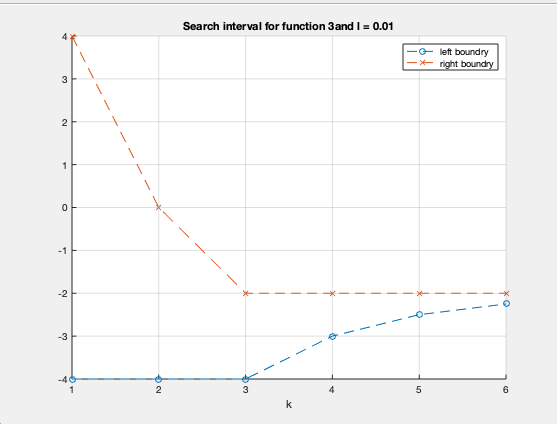 Search interval for function 3and l = 0.01
left boundry
right boundry
4
3
2
1
0
-1
-2
-3
-4
1 2 3 4 5 6
k